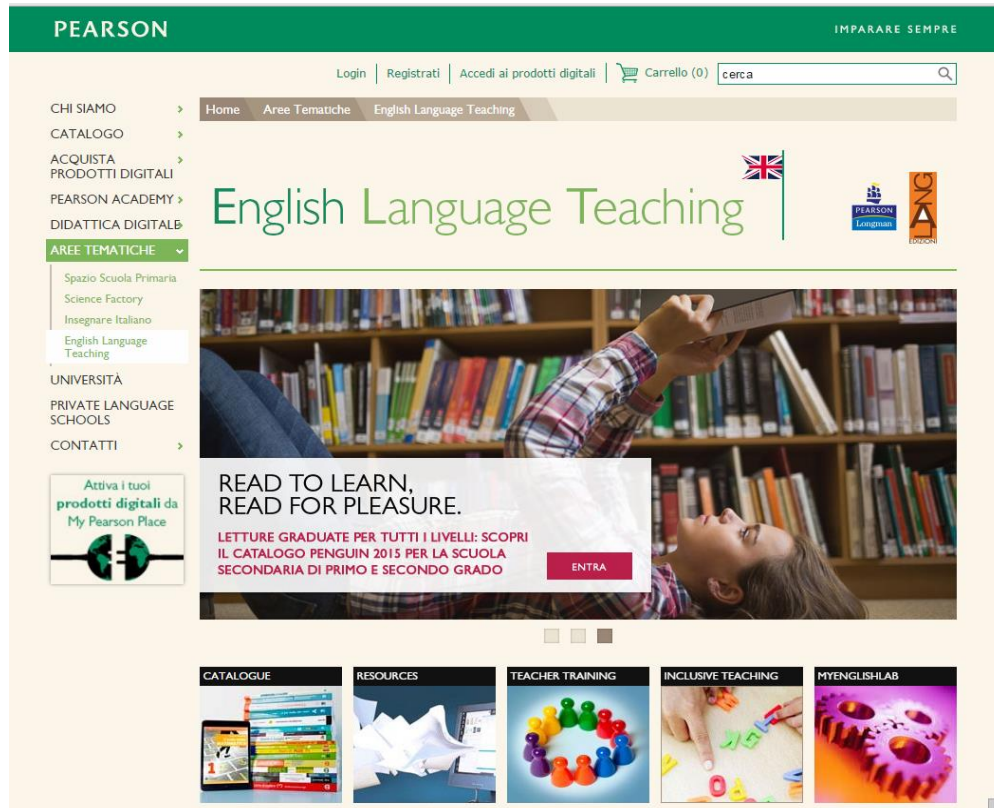 PEARSON
IMPARARE SEMPRE
Login
Registrati
Accedi ai prodotti digitali
Carrello (0)
cerca
CHI SIAMO
CATALOGO
ACQUISTA
PRODOTTI DIGITALI
PEARSON ACADEMY
DIDATTICA DIGITALE
AREE TEMATICHE
Spazio Scuola Primaria
Science Factory
Insegnare Italiano
English Language
Teaching
UNIVERSITÀ
PRIVATE LANGUAGE
SCHOOLS
CONTATTI
Attiva i tuoi
prodotti digitali da
My Pearson Place
Home
Aree Tematiche
English Language Teaching
English Language Teaching
PEARSON
Longman
LANG
EDIZIONI
READ TO LEARN,
READ FOR PLEASURE.
LETTURE GRADUATE PER TUTTI I LIVELLI: SCOPRI
IL CATALOGO PENGUIN 2015 PER LA SCUOLA
SECONDARIA DI PRIMO E SECONDO GRADO
ENTRA
CATALOGUE
RESOURCES
TEACHER TRAINING
INCLUSIVE TEACHING
MYENGLISHLAB